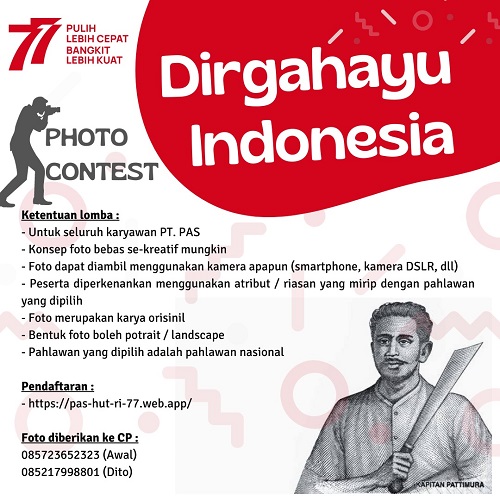 77
PULIH
LEBIH CEPAT
BANGKIT
LEBIH KUAT
Dirgahayu
Indonesia
PHOTO
CONTEST
Ketentuan lomba :
- Untuk seluruh karyawan PT. PAS
- Konsep foto bebas se-kreatif mungkin
- Foto dapat diambil menggunakan kamera apapun (smartphone, kamera DSLR, dll)
- Peserta diperkenankan menggunakan atribut / riasan yang mirip dengan pahlawan
yang dipilih
- Foto merupakan karya orisinil
- Bentuk foto boleh potrait / landscape
- Pahlawan yang dipilih adalah pahlawan nasional
Pendaftaran :
- https://pas-hut-ri-77.web.app/
Foto diberikan ke CP :
085723652323 (Awal)
085217998801 (Dito)
KAPITAN PATTIMURA